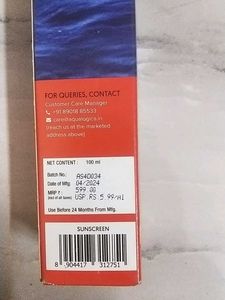 FOR QUERIES, CONTACT
Customer Care Manager
+91 89018 85533
care@aqualogica.in
(reach us at the marketed
address above)
NET CONTENT : 100 ml
Batch No.: AS4D034
Date of Mfg: 04/2024
MRP ₹: 599.00
(incl of all taxes) USP RS. 5.99/ml
Use Before 24 Months From Mfg.
SUNSCREEN
8 904417 312751